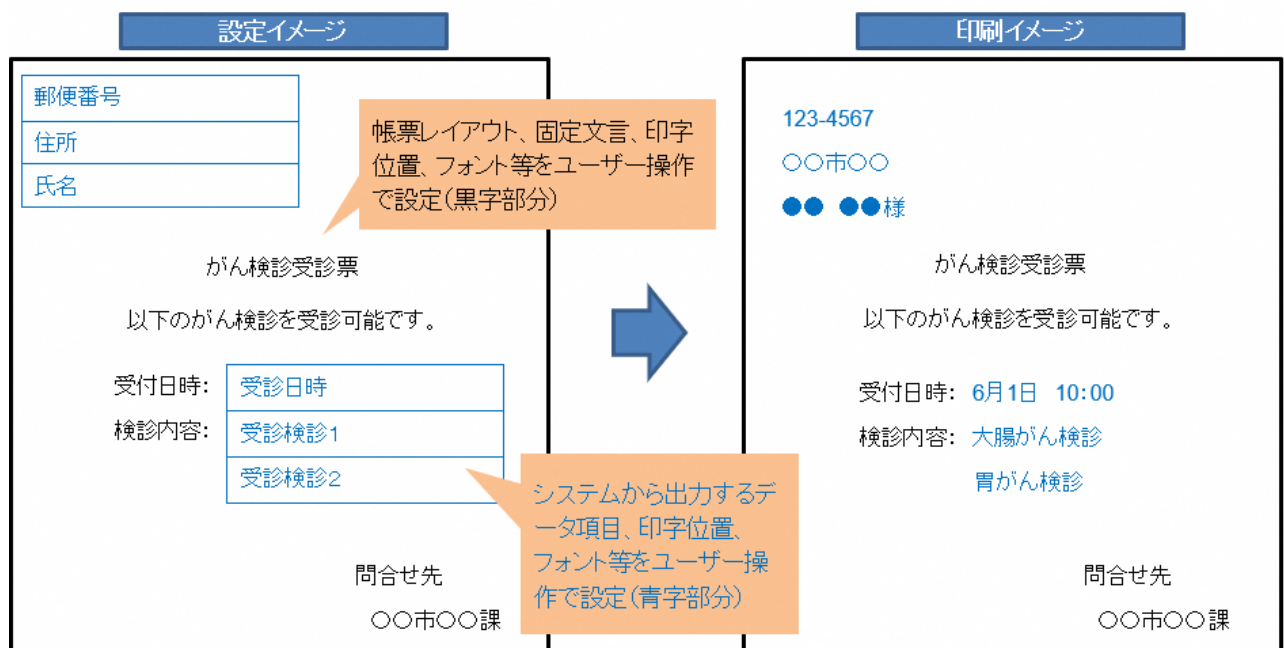 設定イメージ
郵便番号
住所
氏名
帳票レイアウト、固定文言、印字
位置、フォント等をユーザー操作
で設定(黒字部分)
がん検診受診票
以下のがん検診を受診可能です。
受付日時:
受診日時
検診内容:
受診検診1
受診検診2
システムから出力するデ
ータ項目、印字位置、
フォント等をユーザー操
作で設定(青字部分)
問合せ先
○○市○○課
印刷イメージ
123-4567
○○市○○
●● ●●様
がん検診受診票
以下のがん検診を受診可能です。
受付日時: 6月1日 10:00
検診内容: 大腸がん検診
胃がん検診
問合せ先
○○市○○課